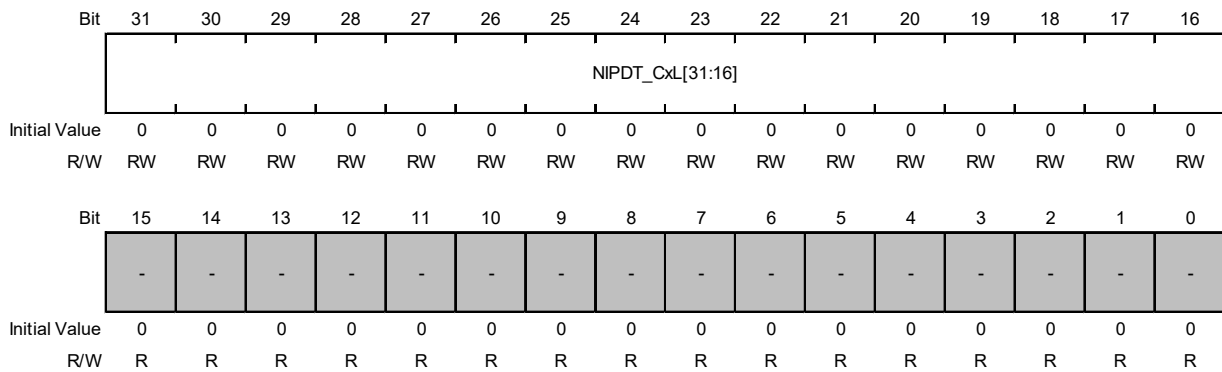 Bit 31 30 29 28 27 26 25 24 23 22 21 20 19 18 17 16
NIPDT_CxL[31:16]
Initial Value 0 0 0 0 0 0 0 0 0 0 0 0 0 0 0 0
R/W RW RW RW RW RW RW RW RW RW RW RW RW RW RW RW RW
Bit 15 14 13 12 11 10 9 8 7 6 5 4 3 2 1 0
- - - - - - - - - - - - - - - -
Initial Value 0 0 0 0 0 0 0 0 0 0 0 0 0 0 0 0
R/W R R R R R R R R R R R R R R R R